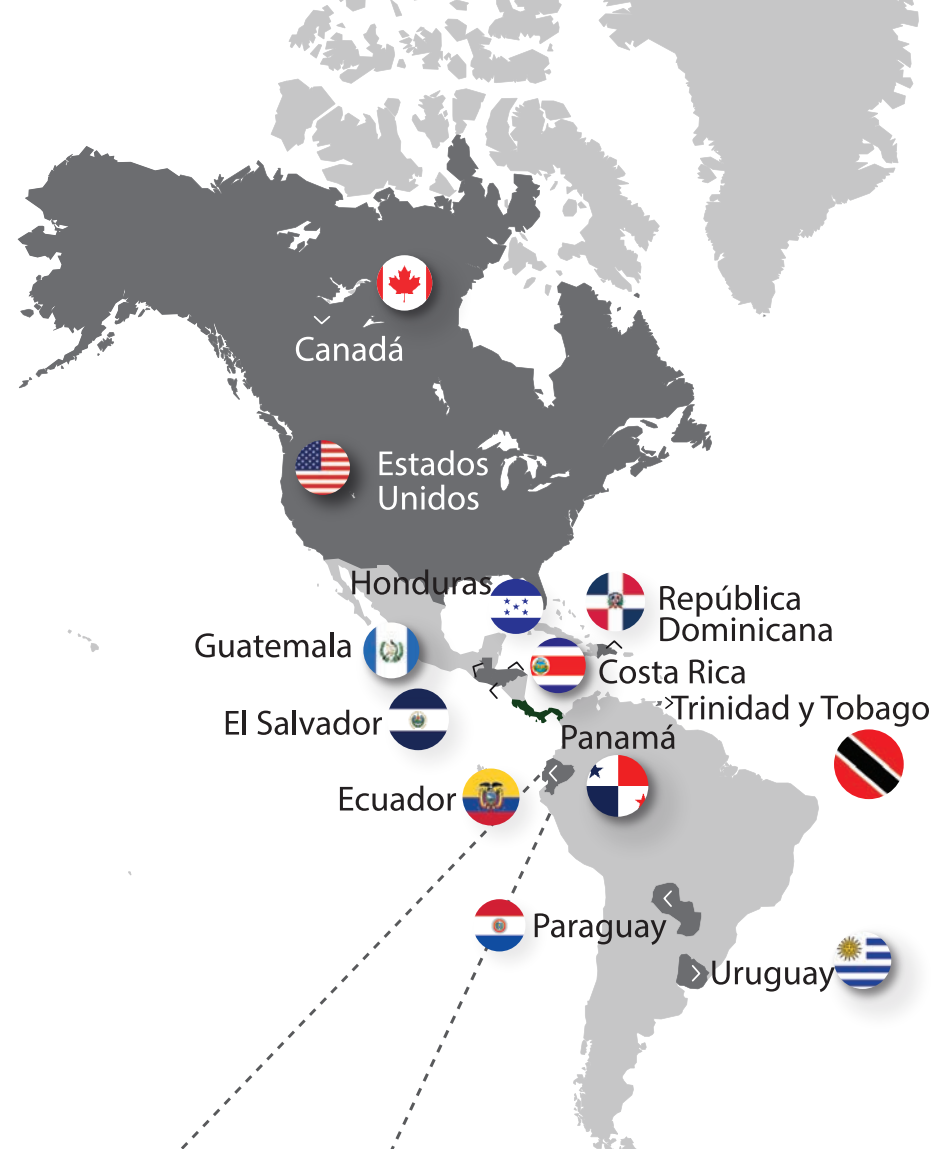 Canadá
Estados
Unidos
Honduras
República
Dominicana
Guatemala
Costa Rica
Trinidad y Tobago
El Salvador
Panamá
Ecuador
Paraguay
Uruguay